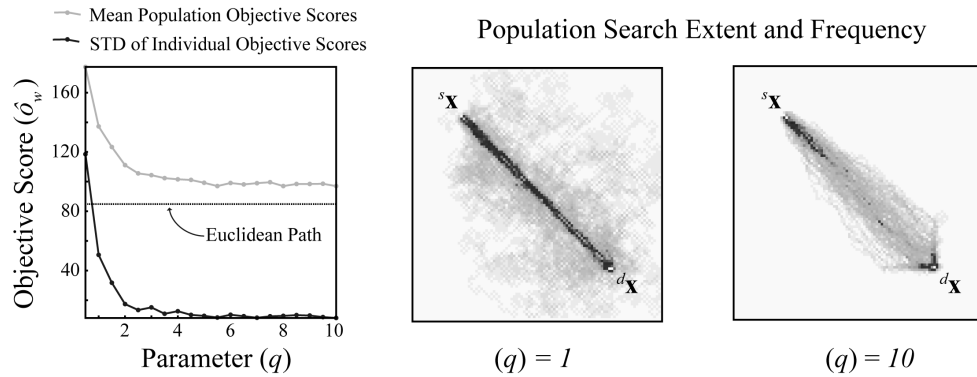 Mean Population Objective Scores
STD of Individual Objective Scores
Population Search Extent and Frequency
Objective Score (ô_w)
160
120
80
40
Euclidean Path
2
4
6
8
10
Parameter (q)
sX
dX
(q) = 1
sX
dX
(q) = 10